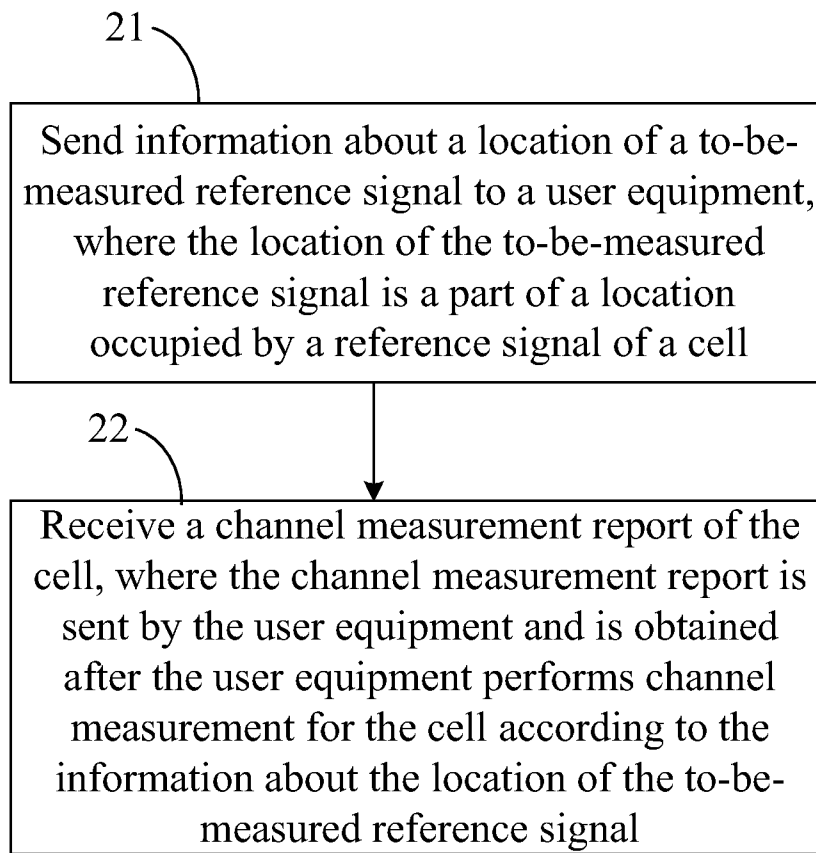 21
Send information about a location of a to-be-
measured reference signal to a user equipment,
where the location of the to-be-measured
reference signal is a part of a location
occupied by a reference signal of a cell
22
Receive a channel measurement report of the
cell, where the channel measurement report is
sent by the user equipment and is obtained
after the user equipment performs channel
measurement for the cell according to the
information about the location of the to-be-
measured reference signal